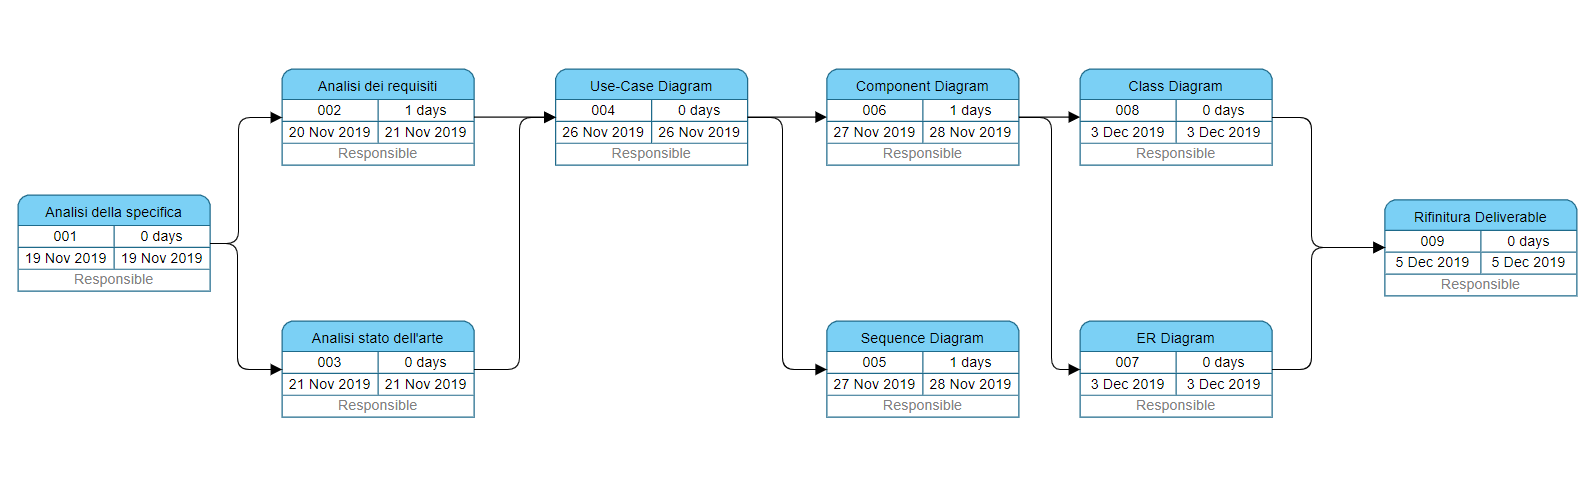 Analisi della specifica
001 0 days
19 Nov 2019 19 Nov 2019
Responsible
Analisi dei requisiti
002 1 days
20 Nov 2019 21 Nov 2019
Responsible
Analisi stato dell'arte
003 0 days
21 Nov 2019 21 Nov 2019
Responsible
Use-Case Diagram
004 0 days
26 Nov 2019 26 Nov 2019
Responsible
Component Diagram
006 1 days
27 Nov 2019 28 Nov 2019
Responsible
Sequence Diagram
005 1 days
27 Nov 2019 28 Nov 2019
Responsible
Class Diagram
008 0 days
3 Dec 2019 3 Dec 2019
Responsible
ER Diagram
007 0 days
3 Dec 2019 3 Dec 2019
Responsible
Rifinitura Deliverable
009 0 days
5 Dec 2019 5 Dec 2019
Responsible